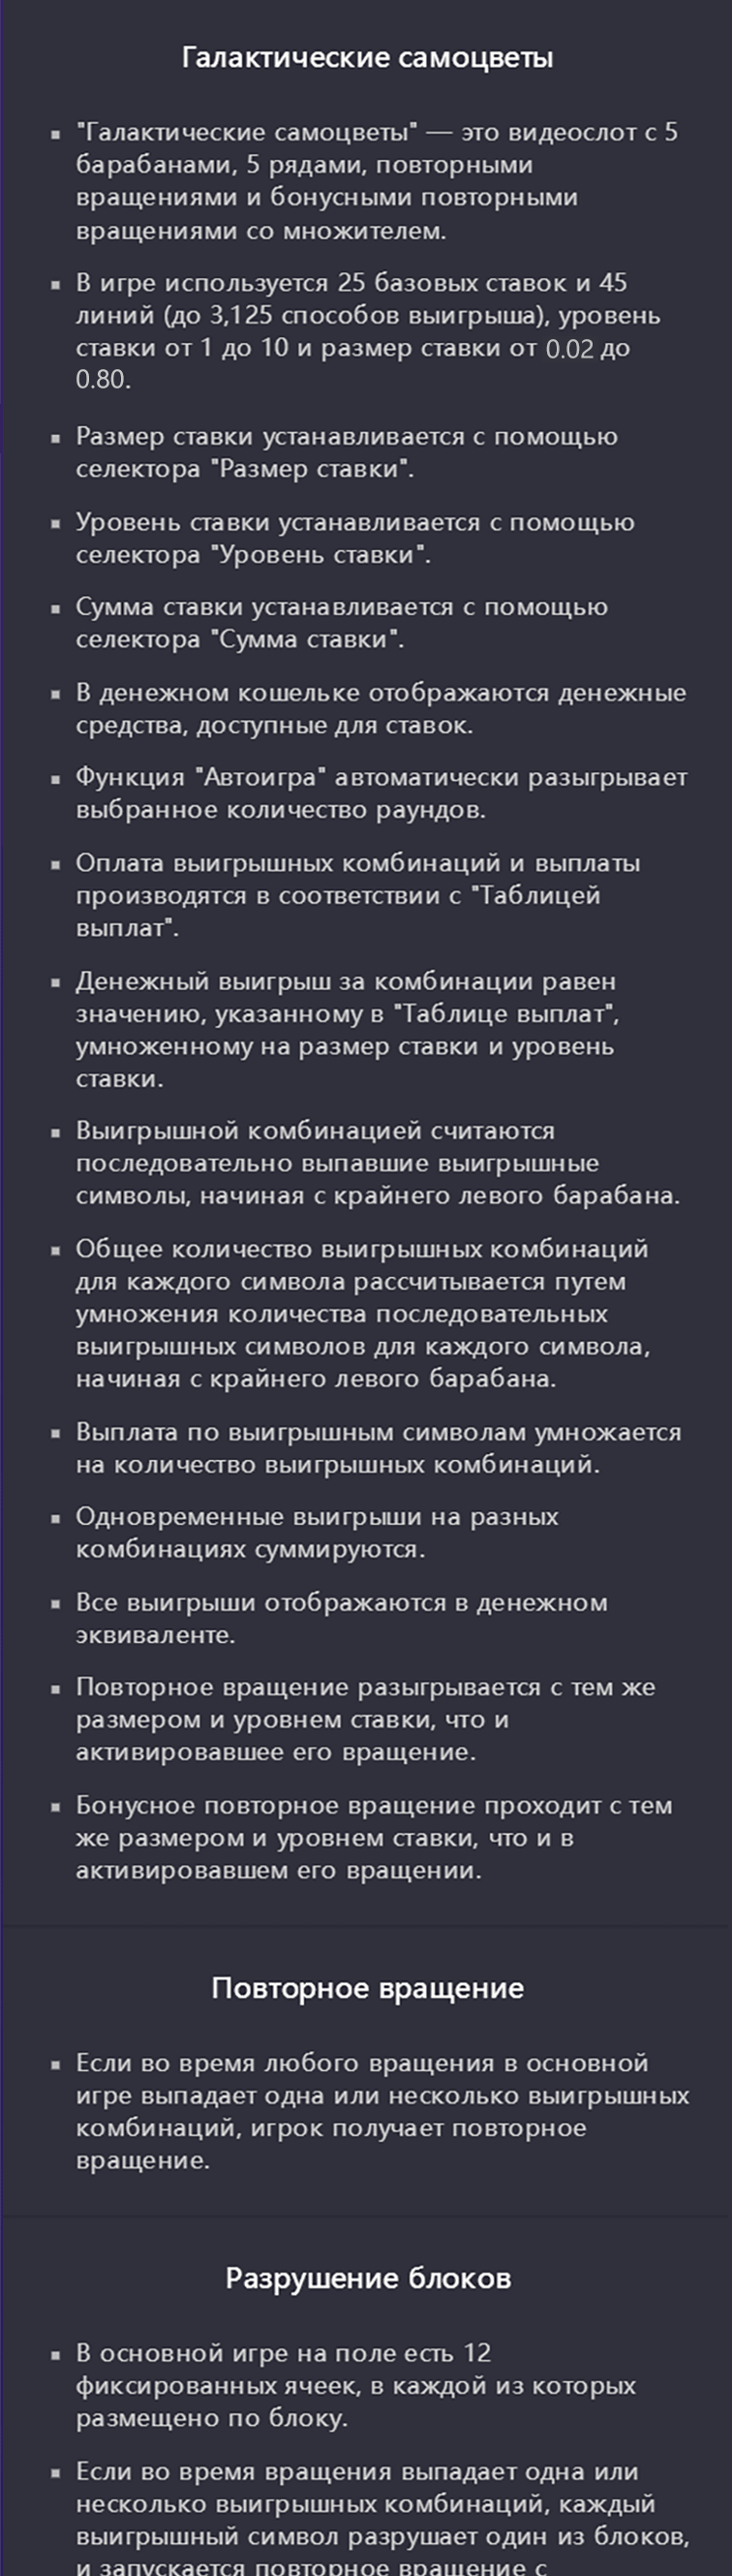 Галактические самоцветы
"Галактические самоцветы" — это видеослот с 5
барабанами, 5 рядами, повторными
вращениями и бонусными повторными
вращениями со множителем.
В игре используется 25 базовых ставок и 45
линий (до 3,125 способов выигрыша), уровень
ставки от 1 до 10 и размер ставки от 0.02 до
0.80.
Размер ставки устанавливается с помощью
селектора "Размер ставки".
Уровень ставки устанавливается с помощью
селектора "Уровень ставки".
Сумма ставки устанавливается с помощью
селектора "Сумма ставки".
В денежном кошельке отображаются денежные
средства, доступные для ставок.
Функция "Автоигра" автоматически разыгрывает
выбранное количество раундов.
Оплата выигрышных комбинаций и выплаты
производятся в соответствии с "Таблицей
выплат".
Денежный выигрыш за комбинации равен
значению, указанному в "Таблице выплат",
умноженному на размер ставки и уровень
ставки.
Выигрышной комбинацией считаются
последовательно выпавшие выигрышные
символы, начиная с крайнего левого барабана.
Общее количество выигрышных комбинаций
для каждого символа рассчитывается путем
умножения количества последовательных
выигрышных символов для каждого символа,
начиная с крайнего левого барабана.
Выплата по выигрышным символам умножается
на количество выигрышных комбинаций.
Одновременные выигрыши на разных
комбинациях суммируются.
Все выигрыши отображаются в денежном
эквиваленте.
Повторное вращение разыгрывается с тем же
размером и уровнем ставки, что и
активировавшее его вращение.
Бонусное повторное вращение проходит с тем
же размером и уровнем ставки, что и в
активировавшем его вращении.
Повторное вращение
Если во время любого вращения в основной
игре выпадает одна или несколько выигрышных
комбинаций, игрок получает повторное
вращение.
Разрушение блоков
В основной игре на поле есть 12
фиксированных ячеек, в каждой из которых
размещено по блоку.
Если во время вращения выпадает одна или
несколько выигрышных комбинаций, каждый
выигрышный символ разрушает один из блоков,
и запускается повторное вращение с